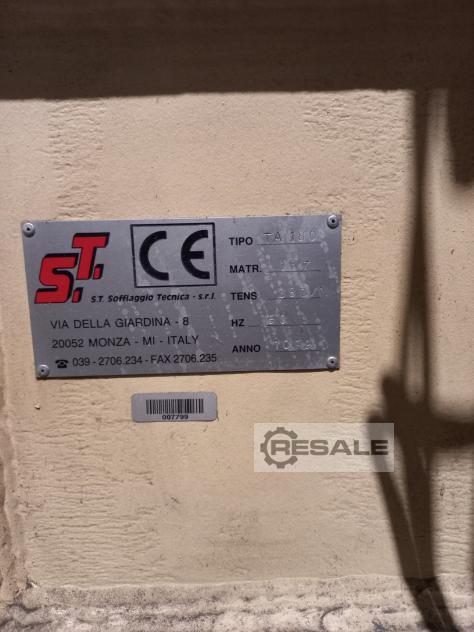 S.T.
CE
S.T. Soffiaggio Tecnica - s.r.l.
VIA DELLA GIARDINA - 8
20052 MONZA - MI - ITALY
☎ 039 - 2706.234 - FAX 2706.235
TIPO TA
MATR.
TENS
HZ
ANNO
007799
RESALE